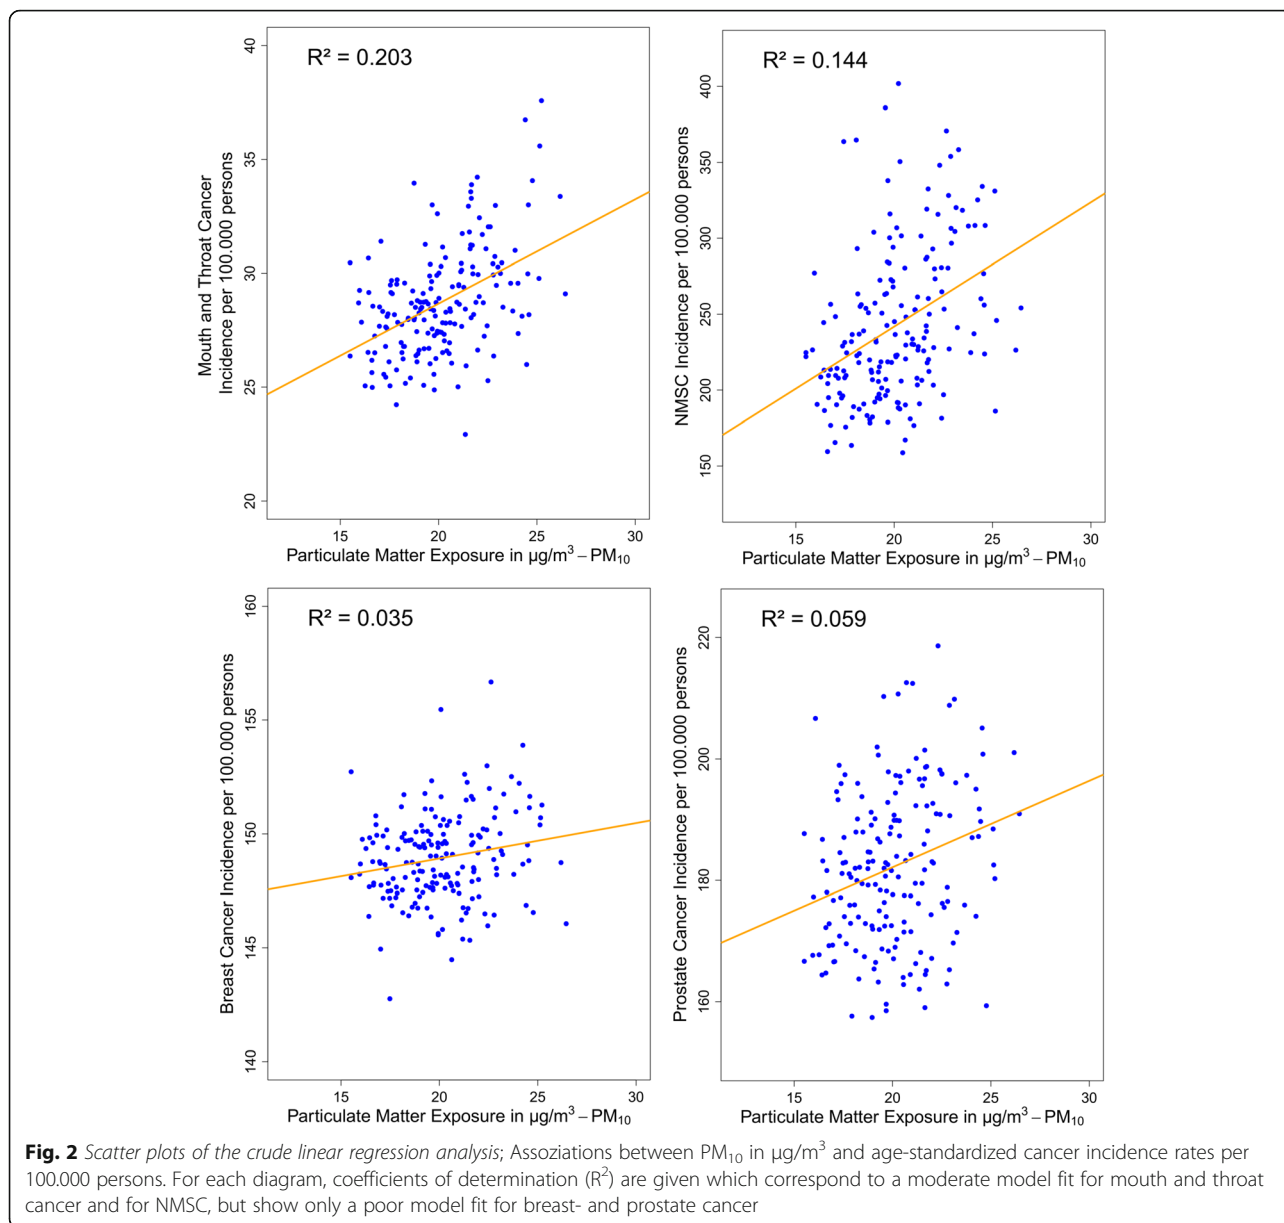 R² = 0.203
40
35
30
25
20
Mouth and Throat Cancer
Incidence per 100.000 persons
15 20 25 30
Particulate Matter Exposure in µg/m³ – PM₁₀
R² = 0.144
400
350
300
250
200
150
NMSC Incidence per 100.000 persons
15 20 25 30
Particulate Matter Exposure in µg/m³ – PM₁₀
R² = 0.035
160
155
150
145
140
Breast Cancer Incidence per 100.000 persons
15 20 25 30
Particulate Matter Exposure in µg/m³ – PM₁₀
R² = 0.059
220
200
180
160
Prostate Cancer Incidence per 100.000 persons
15 20 25 30
Particulate Matter Exposure in µg/m³ – PM₁₀
Fig. 2 Scatter plots of the crude linear regression analysis; Assoziations between PM₁₀ in µg/m³ and age-standardized cancer incidence rates per
100.000 persons. For each diagram, coefficients of determination (R²) are given which correspond to a moderate model fit for mouth and throat
cancer and for NMSC, but show only a poor model fit for breast- and prostate cancer